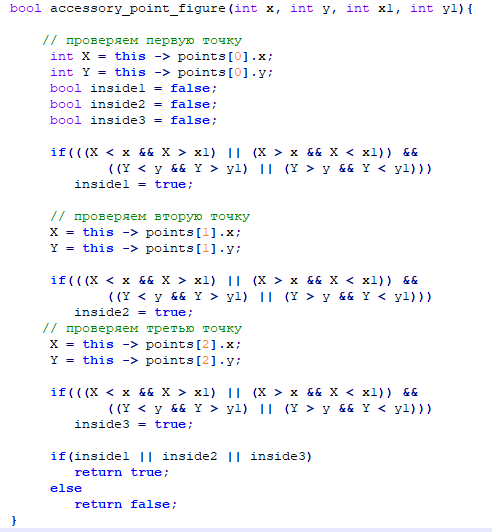 bool accessory_point_figure(int x, int y, int x1, int y1){
// проверяем первую точку
int X = this -> points[0].x;
int Y = this -> points[0].y;
bool inside1 = false;
bool inside2 = false;
bool inside3 = false;
if(((X < x && X > x1) || (X > x && X < x1)) &&
((Y < y && Y > y1) || (Y > y && Y < y1)))
inside1 = true;
// проверяем вторую точку
X = this -> points[1].x;
Y = this -> points[1].y;
if(((X < x && X > x1) || (X > x && X < x1)) &&
((Y < y && Y > y1) || (Y > y && Y < y1)))
inside2 = true;
// проверяем третью точку
X = this -> points[2].x;
Y = this -> points[2].y;
if(((X < x && X > x1) || (X > x && X < x1)) &&
((Y < y && Y > y1) || (Y > y && Y < y1)))
inside3 = true;
if(inside1 || inside2 || inside3)
return true;
else
return false;
}